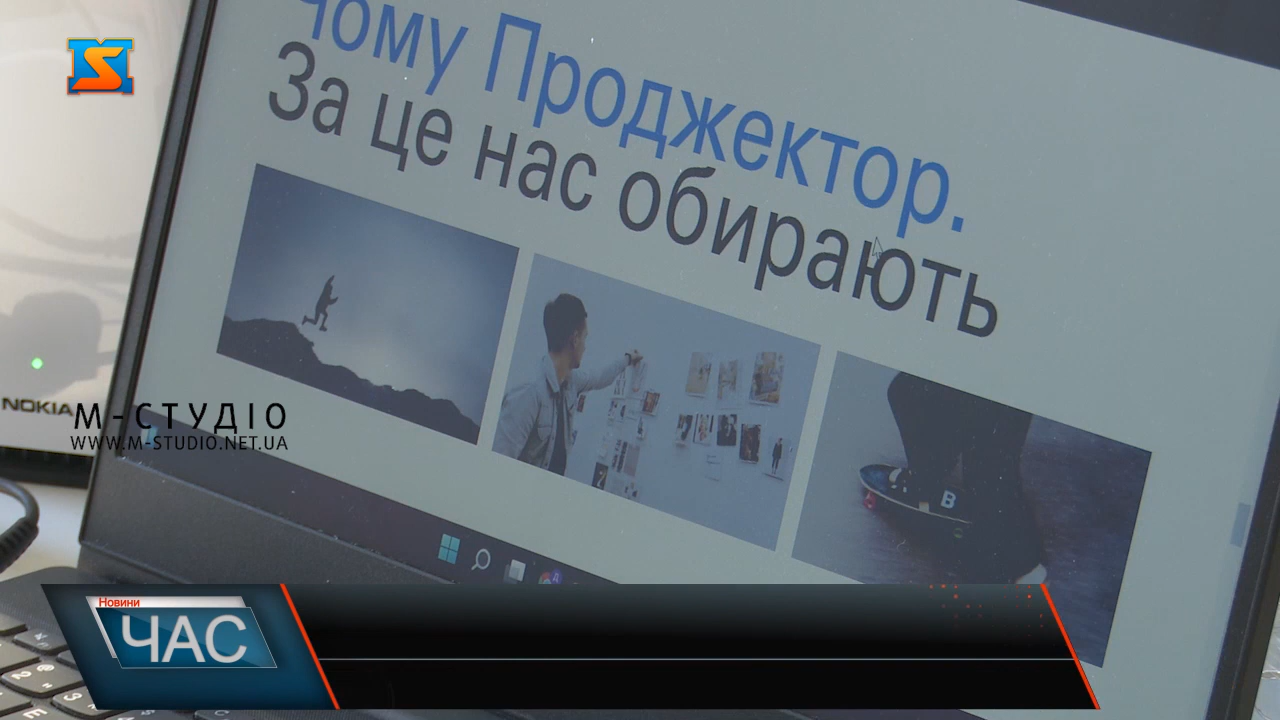 Чому Проджектор.
За це нас обирають
B
NOKIA
М-СТУДІО
WWW.M-STUDIO.NET.UA
Новини
ЧАС